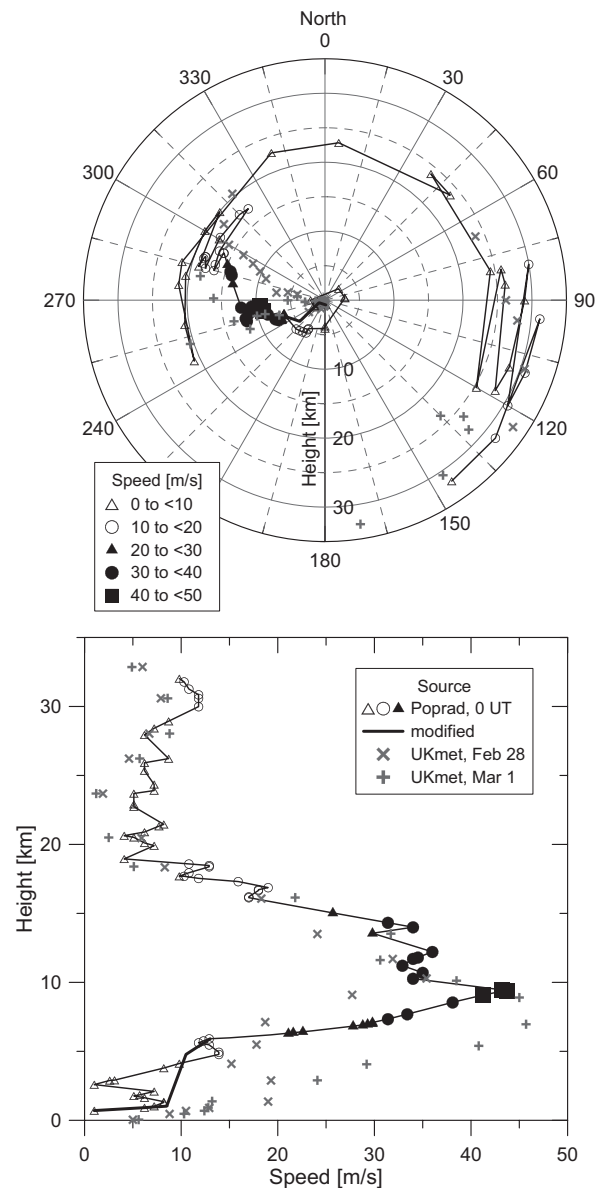 North
0
330
30
300
60
270
90
240
120
150
180
10
20
30
Height [km]
Speed [m/s]
0 to <10
10 to <20
20 to <30
30 to <40
40 to <50
Source
Poprad, 0 UT
modified
UKmet, Feb 28
UKmet, Mar 1
30
20
10
0
Height [km]
0 10 20 30 40 50
Speed [m/s]